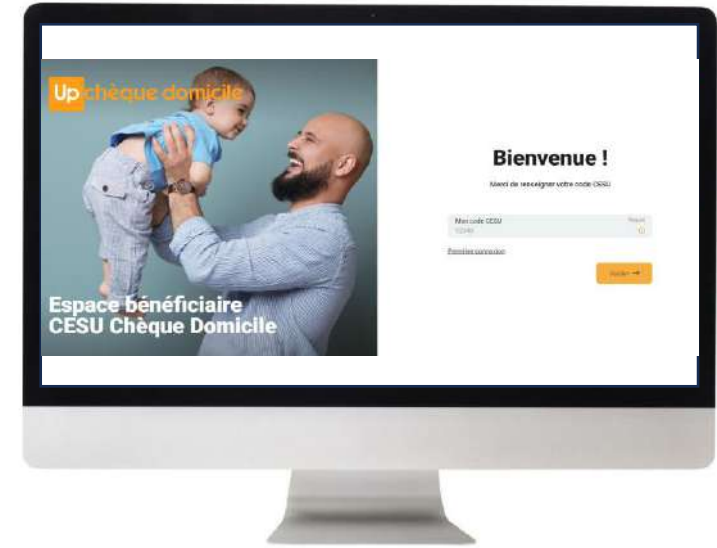 Up chèque domicile
Espace bénéficiaire
CESU Chèque Domicile
Bienvenue !
Merci de renseigner votre code CESU
Mon code CESU
Première connexion